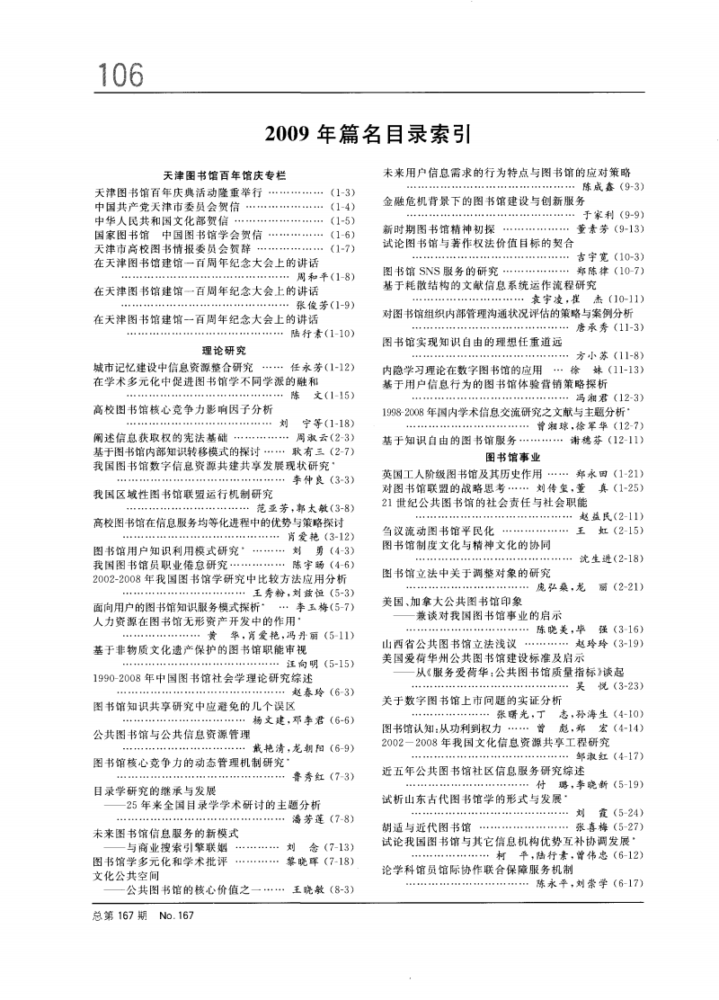 106
2009 年篇名目录索引
天津图书馆百年馆庆专栏
天津图书馆百年庆典活动隆重举行 …………… (1-3)
中国共产党天津市委员会贺信 ………………… (1-4)
中华人民共和国文化部贺信 …………………… (1-5)
国家图书馆 中国图书馆学会贺信 …………… (1-6)
天津市高校图书情报委员会贺辞 ……………… (1-7)
在天津图书馆建馆一百周年纪念大会上的讲话
…………………………………… 周和平(1-8)
在天津图书馆建馆一百周年纪念大会上的讲话
…………………………………… 张俊芳(1-9)
在天津图书馆建馆一百周年纪念大会上的讲话
…………………………………… 陆行素(1-10)
理论研究
城市记忆建设中信息资源整合研究 …… 任永芳(1-12)
在学术多元化中促进图书馆学不同学派的融和
…………………………………… 陈 文(1-15)
高校图书馆核心竞争力影响因子分析
………………………………… 刘 宁等(1-18)
阐述信息获取权的宪法基础 …………… 周淑云(2-3)
基于图书馆内部知识转移模式的探讨 …… 耿有三 (2-7)
我国图书馆数字信息资源共建共享发展现状研究*
…………………………………… 李仲良 (3-3)
我国区域性图书馆联盟运行机制研究
……………………………… 范亚芳,郭太敏(3-8)
高校图书馆在信息服务均等化进程中的优势与策略探讨
…………………………………… 肖爱艳 (3-12)
图书馆用户知识利用模式研究* ……… 刘 勇 (4-3)
我国图书馆员职业倦怠研究…………… 陈宇旸 (4-6)
2002-2008 年我国图书馆学研究中比较方法应用分析
……………………………… 王秀粉,刘兹恒 (5-3)
面向用户的图书馆知识服务模式探析* … 李玉梅(5-7)
人力资源在图书馆无形资产开发中的作用*
………………… 黄 华,肖爱艳,冯丹丽 (5-11)
基于非物质文化遗产保护的图书馆职能审视
…………………………………… 汪向明 (5-15)
1990-2008 年中国图书馆社会学理论研究综述
…………………………………… 赵春玲 (6-3)
图书馆知识共享研究中应避免的几个误区
……………………………… 杨文建,邓李君 (6-6)
公共图书馆与公共信息资源管理
……………………………… 戴艳清,龙朝阳 (6-9)
图书馆核心竞争力的动态管理机制研究*
…………………………………… 鲁秀红 (7-3)
目录学研究的继承与发展
——25 年来全国目录学学术研讨的主题分析
…………………………………… 潘芳莲 (7-8)
未来图书馆信息服务的新模式
——与商业搜索引擎联姻 ………… 刘 念 (7-13)
图书馆学多元化和学术批评 ………… 黎晓晖 (7-18)
文化公共空间
——公共图书馆的核心价值之一…… 王晓敏 (8-3)
未来用户信息需求的行为特点与图书馆的应对策略
…………………………………… 陈成鑫 (9-3)
金融危机背景下的图书馆建设与创新服务
…………………………………… 于家利 (9-9)
新时期图书馆精神初探 ……………… 董素芳 (9-13)
试论图书馆与著作权法价值目标的契合
…………………………………… 吉宇宽 (10-3)
图书馆 SNS 服务的研究 ……………… 郑陈律 (10-7)
基于耗散结构的文献信息系统运作流程研究
………………………… 袁宇凌,崔 杰 (10-11)
对图书馆组织内部管理沟通状况评估的策略与案例分析
…………………………………… 唐承秀 (11-3)
图书馆实现知识自由的理想任重道远
…………………………………… 方小苏 (11-8)
内隐学习理论在数字图书馆的应用 … 徐 姝 (11-13)
基于用户信息行为的图书馆体验营销策略探析
…………………………………… 冯湘君 (12-3)
1998-2008 年国内学术信息交流研究之文献与主题分析*
………………………… 曾湘琼,徐军华 (12-7)
基于知识自由的图书馆服务………… 谢穗芬 (12-11)
图书馆事业
英国工人阶级图书馆及其历史作用 …… 郑永田 (1-21)
对图书馆联盟的战略思考…… 刘传玺,董 真 (1-25)
21 世纪公共图书馆的社会责任与社会职能
…………………………………… 赵益民(2-11)
刍议流动图书馆平民化 ……………… 王 虹 (2-15)
图书馆制度文化与精神文化的协同
…………………………………… 沈生进(2-18)
图书馆立法中关于调整对象的研究
……………………………… 庞弘燊,龙 丽 (2-21)
美国、加拿大公共图书馆印象
——兼谈对我国图书馆事业的启示
……………………………… 陈晓美,毕 强 (3-16)
山西省公共图书馆立法浅议 ………… 赵玲玲 (3-19)
美国爱荷华州公共图书馆建设标准及启示
——从《服务爱荷华:公共图书馆质量指标》谈起
…………………………………… 吴 悦 (3-23)
关于数字图书馆上市问题的实证分析
………………… 张曙光,丁 志,孙海生 (4-10)
图书馆认知:从功利到权力 …… 曾 彪,郑 宏 (4-14)
2002－2008 年我国文化信息资源共享工程研究
…………………………………… 邹淑红 (4-17)
近五年公共图书馆社区信息服务研究综述
……………………………… 付 璐,李晓新 (5-19)
试析山东古代图书馆学的形式与发展*
…………………………………… 刘 霞 (5-24)
胡适与近代图书馆 …………………… 张喜梅 (5-27)
试论我国图书馆与其它信息机构优势互补协调发展*
………………… 柯 平,陆行素,曾伟忠 (6-12)
论学科馆员馆际协作联合保障服务机制
……………………………… 陈永平,刘崇学 (6-17)
总第 167 期 No. 167